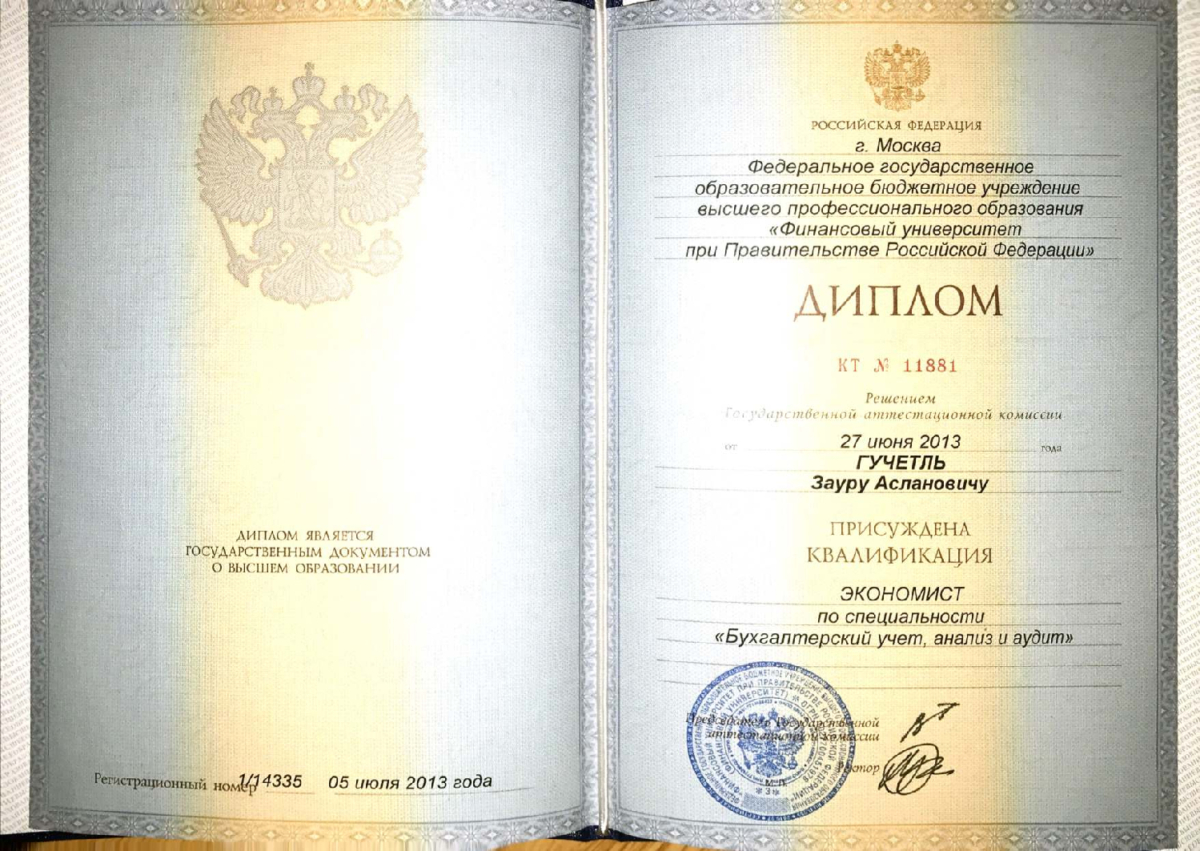 ДИПЛОМ ЯВЛЯЕТСЯ
ГОСУДАРСТВЕННЫМ ДОКУМЕНТОМ
О ВЫСШЕМ ОБРАЗОВАНИИ
Регистрационный номер 1/14335 05 июля 2013 года
РОССИЙСКАЯ ФЕДЕРАЦИЯ
г. Москва
Федеральное государственное
образовательное бюджетное учреждение
высшего профессионального образования
«Финансовый университет
при Правительстве Российской Федерации»
ДИПЛОМ
КТ № 11881
Решением
Государственной аттестационной комиссии
от 27 июня 2013 года
ГУЧЕТЛЬ
Зауру Аслановичу
ПРИСУЖДЕНА
КВАЛИФИКАЦИЯ
ЭКОНОМИСТ
по специальности
«Бухгалтерский учет, анализ и аудит»
Председатель Государственной
аттестационной комиссии
Ректор
М.П.